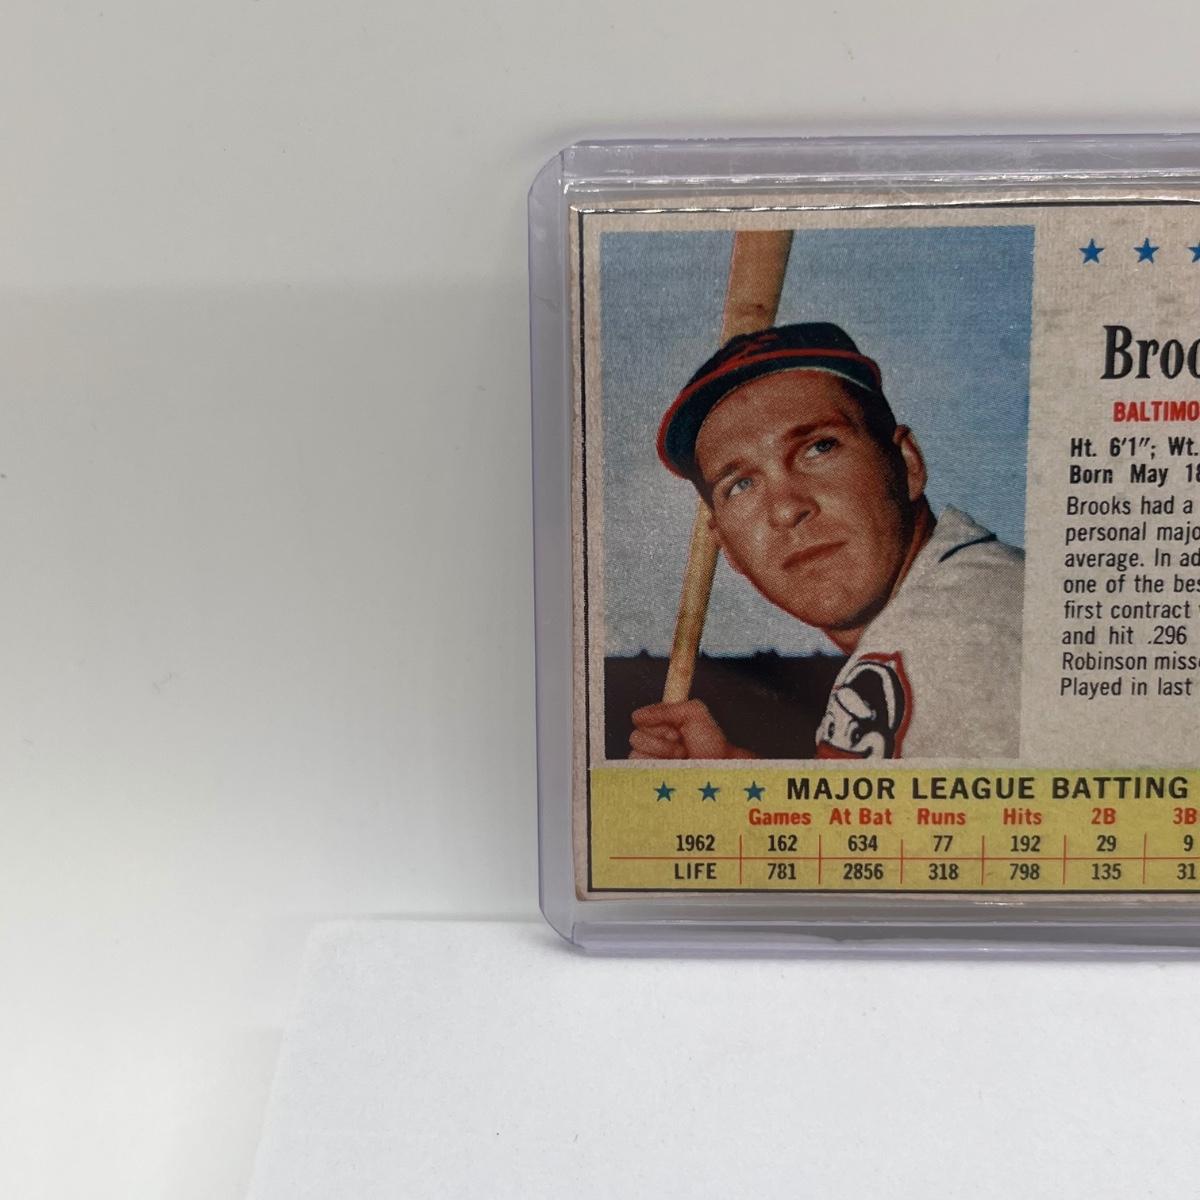 Broo
BALTIMO
Ht. 6'1"; Wt.
Born May 18
Brooks had a
personal majo
average. In ad
one of the bes
first contract
and hit .296
Robinson misse
Played in last
MAJOR LEAGUE BATTING
Games At Bat Runs Hits 2B 3B
1962 162 634 77 192 29 9
LIFE 781 2856 318 798 135 31